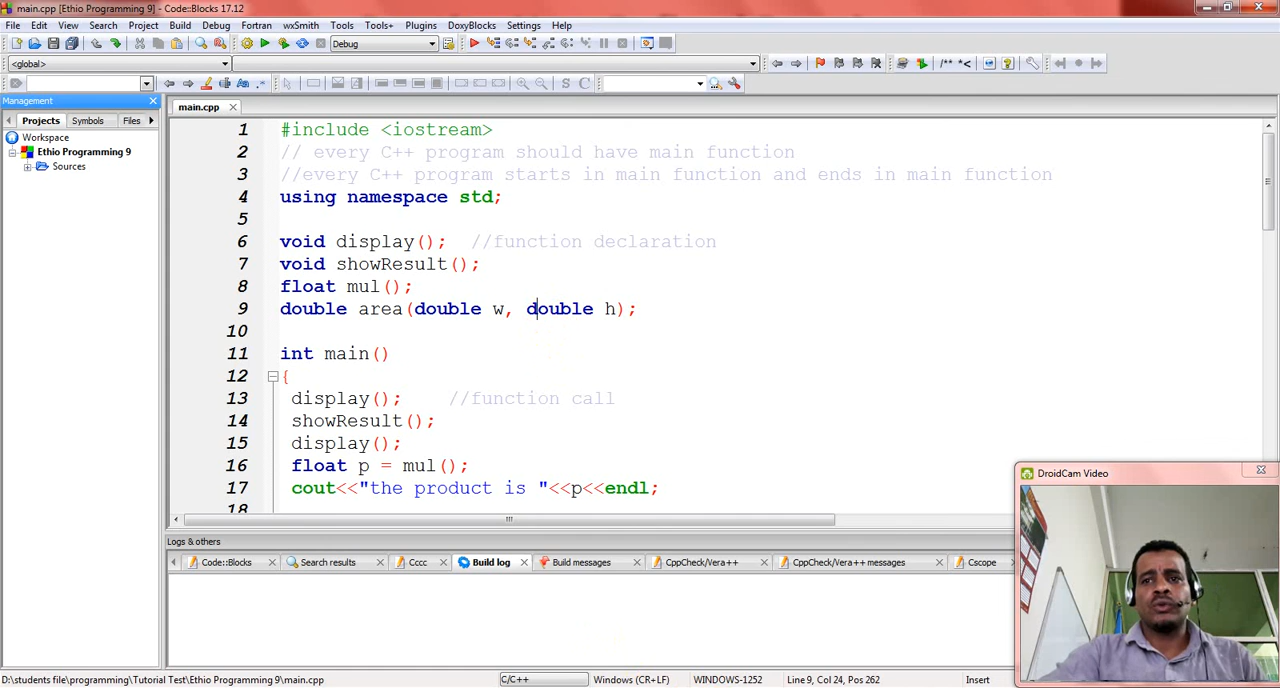 main.cpp [Ethio Programming 9] - Code::Blocks 17.12
File Edit View Search Project Build Debug Fortran wxSmith Tools Tools+ Plugins DoxyBlocks Settings Help
Debug
<global>
/** *<
Aa .*
S C
Management
main.cpp
Projects Symbols Files
Workspace
Ethio Programming 9
Sources
1 #include <iostream>
2 // every C++ program should have main function
3 //every C++ program starts in main function and ends in main function
4 using namespace std;
5
6 void display(); //function declaration
7 void showResult();
8 float mul();
9 double area(double w, double h);
10
11 int main()
12 {
13 display(); //function call
14 showResult();
15 display();
16 float p = mul();
17 cout<<"the product is "<<p<<endl;
18
DroidCam Video
Logs & others
Code::Blocks Search results Cccc Build log Build messages CppCheck/Vera++ CppCheck/Vera++ messages Cscope
D:\students file\programming\Tutorial Test\Ethio Programming 9\main.cpp C/C++ Windows (CR+LF) WINDOWS-1252 Line 9, Col 24, Pos 262 Insert